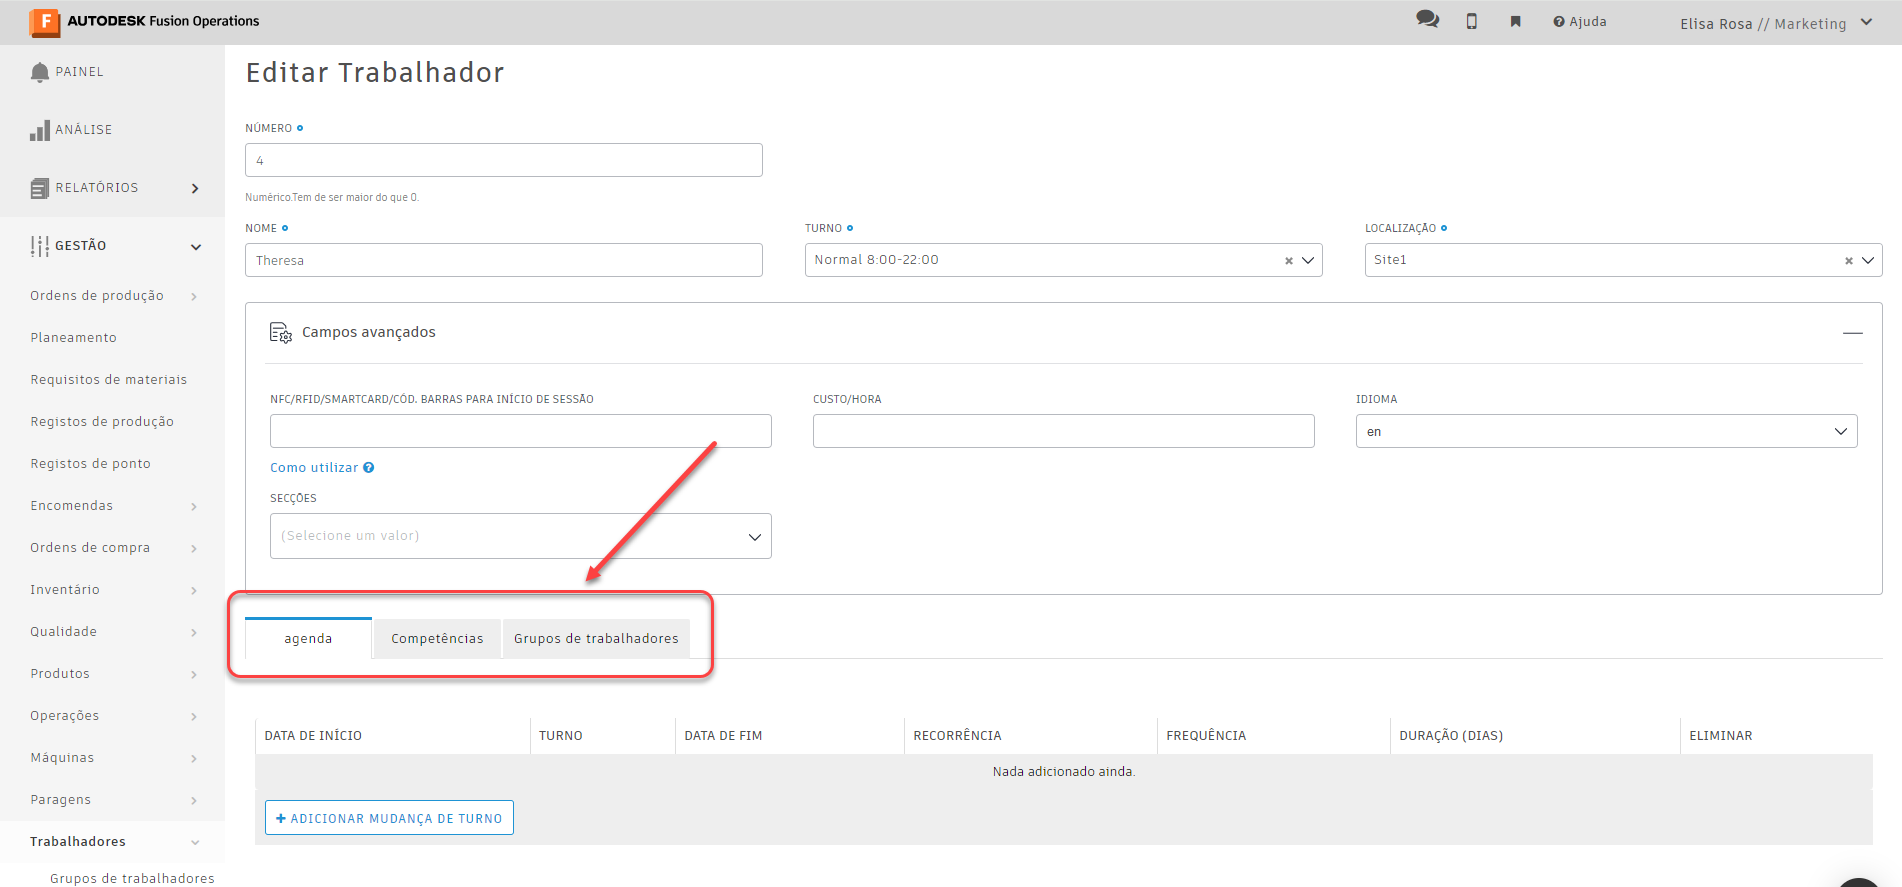 AUTODESK Fusion Operations
Ajuda
Elisa Rosa // Marketing
PAINEL
ANÁLISE
RELATÓRIOS
GESTÃO
Ordens de produção
Planeamento
Requisitos de materiais
Registos de produção
Registos de ponto
Encomendas
Ordens de compra
Inventário
Qualidade
Produtos
Operações
Máquinas
Paragens
Trabalhadores
Grupos de trabalhadores
Editar Trabalhador
NÚMERO
4
Numérico.Tem de ser maior do que 0.
NOME
Theresa
TURNO
Normal 8:00-22:00
LOCALIZAÇÃO
Site1
Campos avançados
NFC/RFID/SMARTCARD/CÓD. BARRAS PARA INÍCIO DE SESSÃO
CUSTO/HORA
IDIOMA
en
Como utilizar
SECÇÕES
(Selecione um valor)
agenda
Competências
Grupos de trabalhadores
DATA DE INÍCIO
TURNO
DATA DE FIM
RECORRÊNCIA
FREQUÊNCIA
DURAÇÃO (DIAS)
ELIMINAR
Nada adicionado ainda.
+ ADICIONAR MUDANÇA DE TURNO